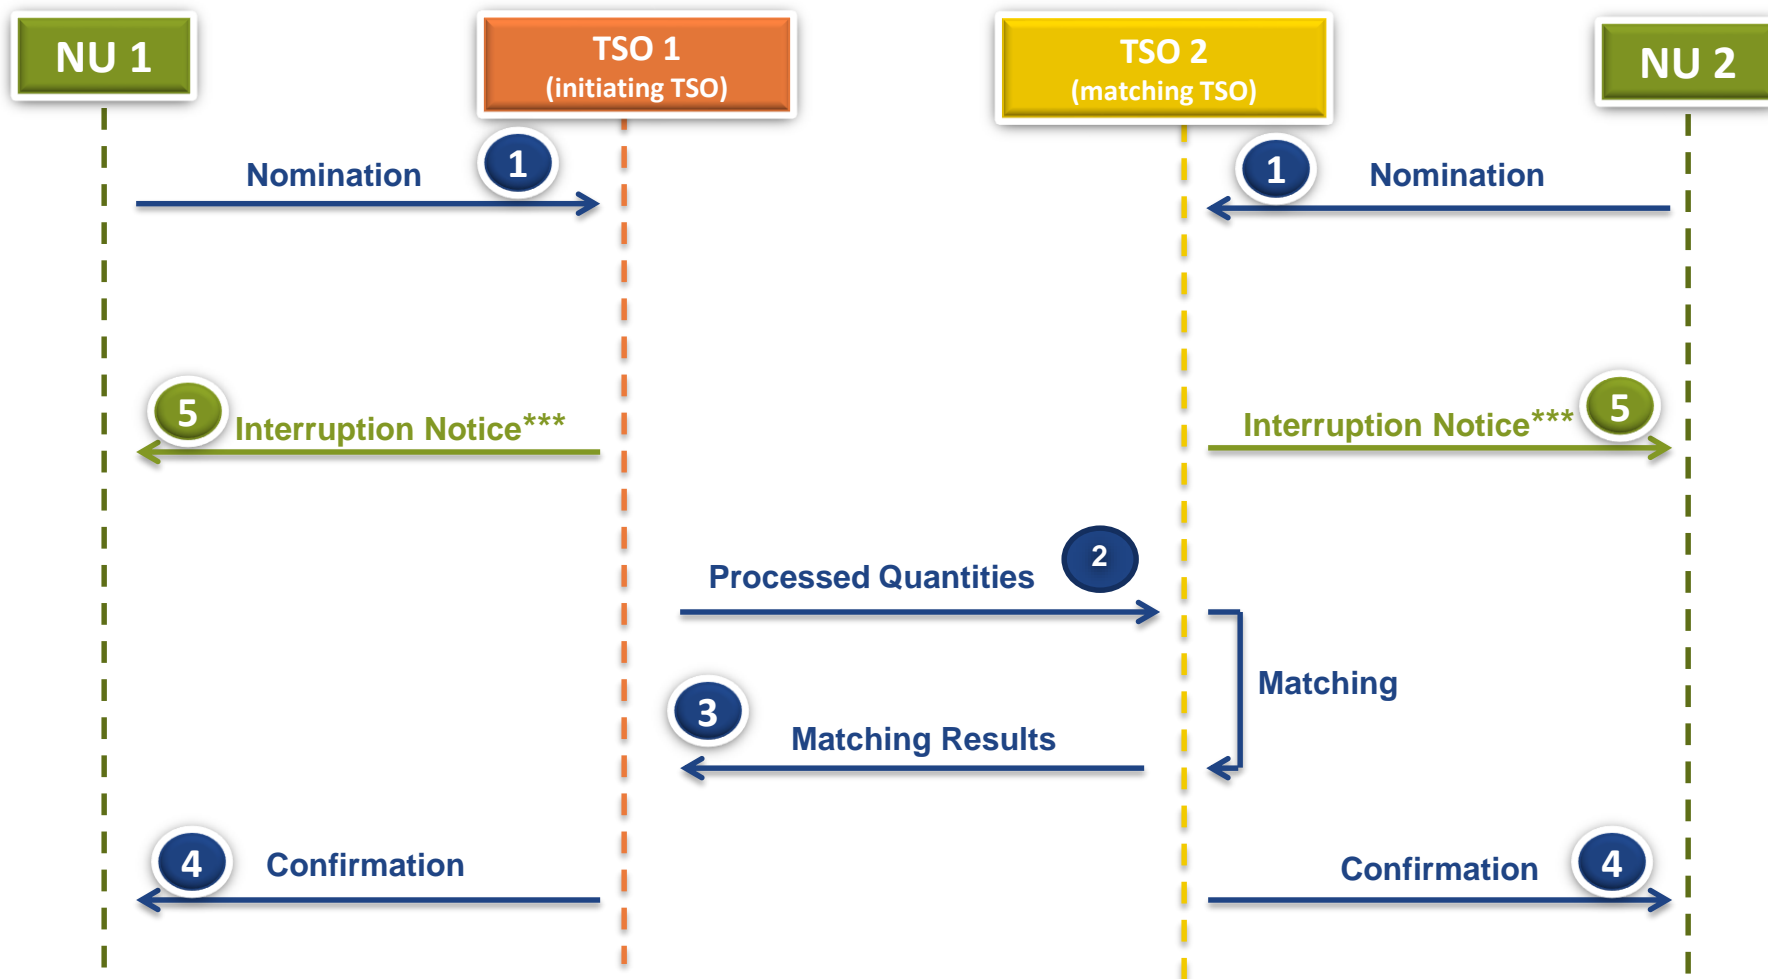 NU 1
TSO 1
(initiating TSO)
TSO 2
(matching TSO)
NU 2
Nomination
1
1
Nomination
5
Interruption Notice***
Interruption Notice***
5
Processed Quantities
2
Matching
3
Matching Results
4
Confirmation
Confirmation
4